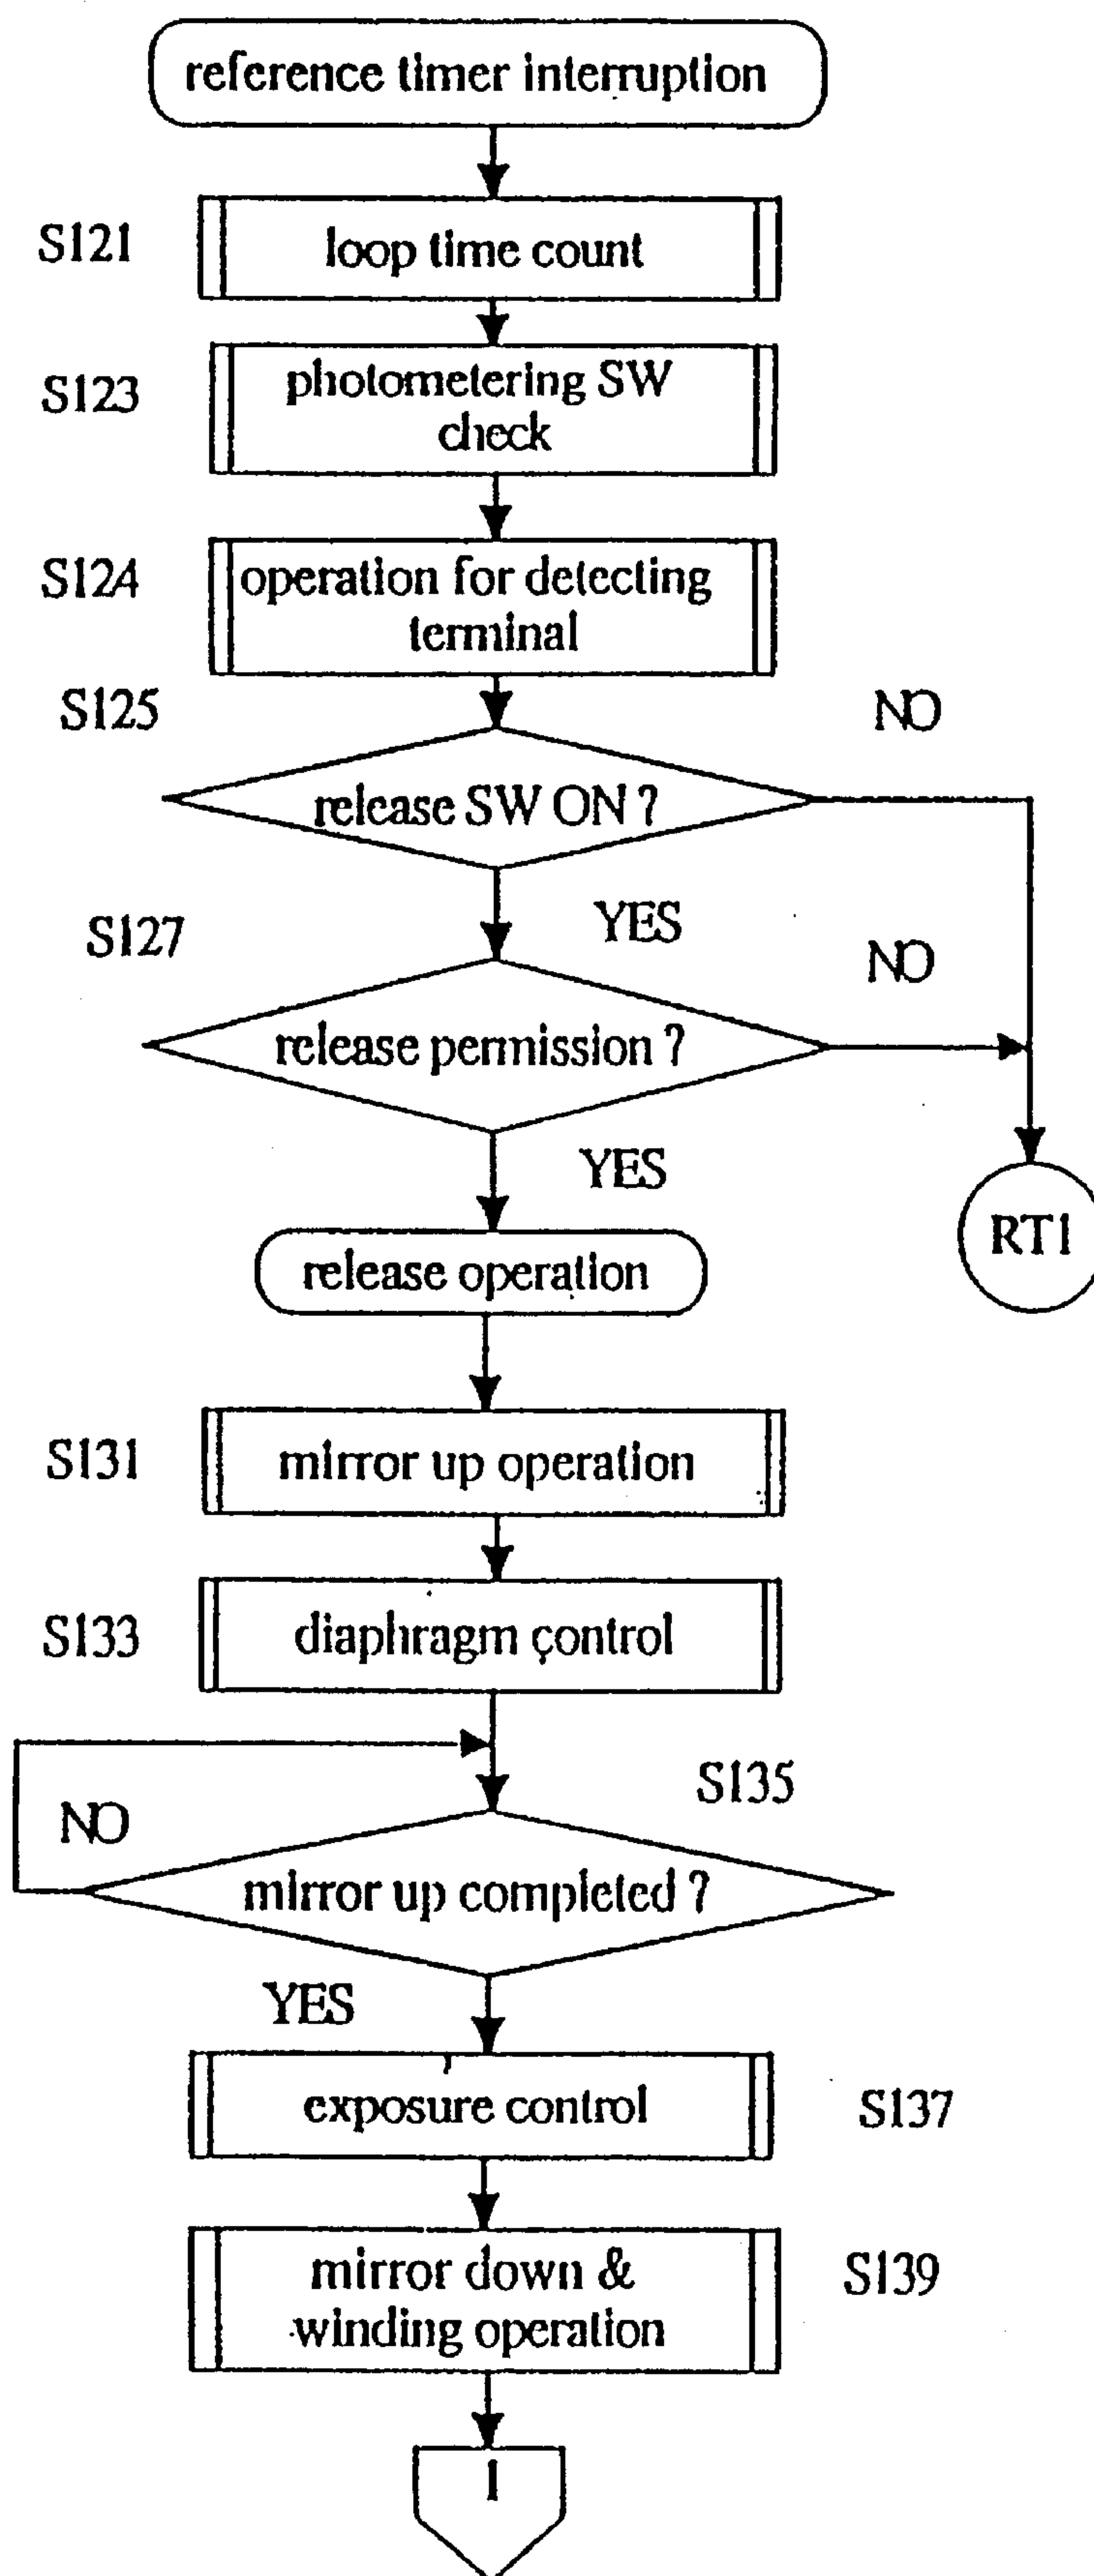 reference timer interruption
S121
loop time count
S123
photometering SW
check
S124
operation for detecting
terminal
S125
NO
release SW ON ?
S127
YES
NO
release permission ?
YES
RT1
release operation
S131
mirror up operation
S133
diaphragm control
S135
NO
mirror up completed ?
YES
exposure control
S137
mirror down &
winding operation
S139
1